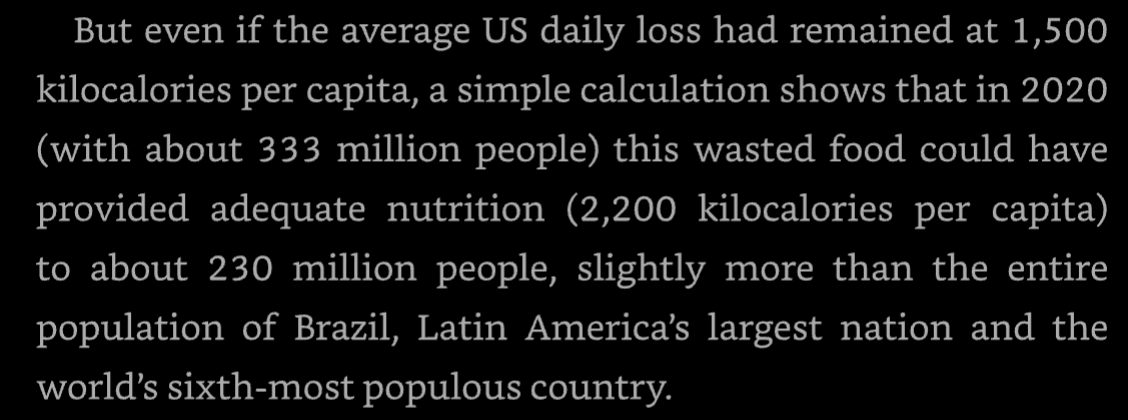 But even if the average US daily loss had remained at 1,500
kilocalories per capita, a simple calculation shows that in 2020
(with about 333 million people) this wasted food could have
provided adequate nutrition (2,200 kilocalories per capita)
to about 230 million people, slightly more than the entire
population of Brazil, Latin America’s largest nation and the
world’s sixth-most populous country.